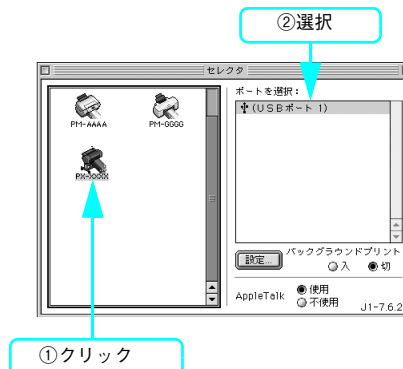 ②選択
セレクタ
ポートを選択:
PM-AAAA
PM-GGGG
(USBポート 1)
PX-XXXX
設定...
バックグラウンドプリント
入 切
AppleTalk
使用
不使用
J1-7.6.2
①クリック